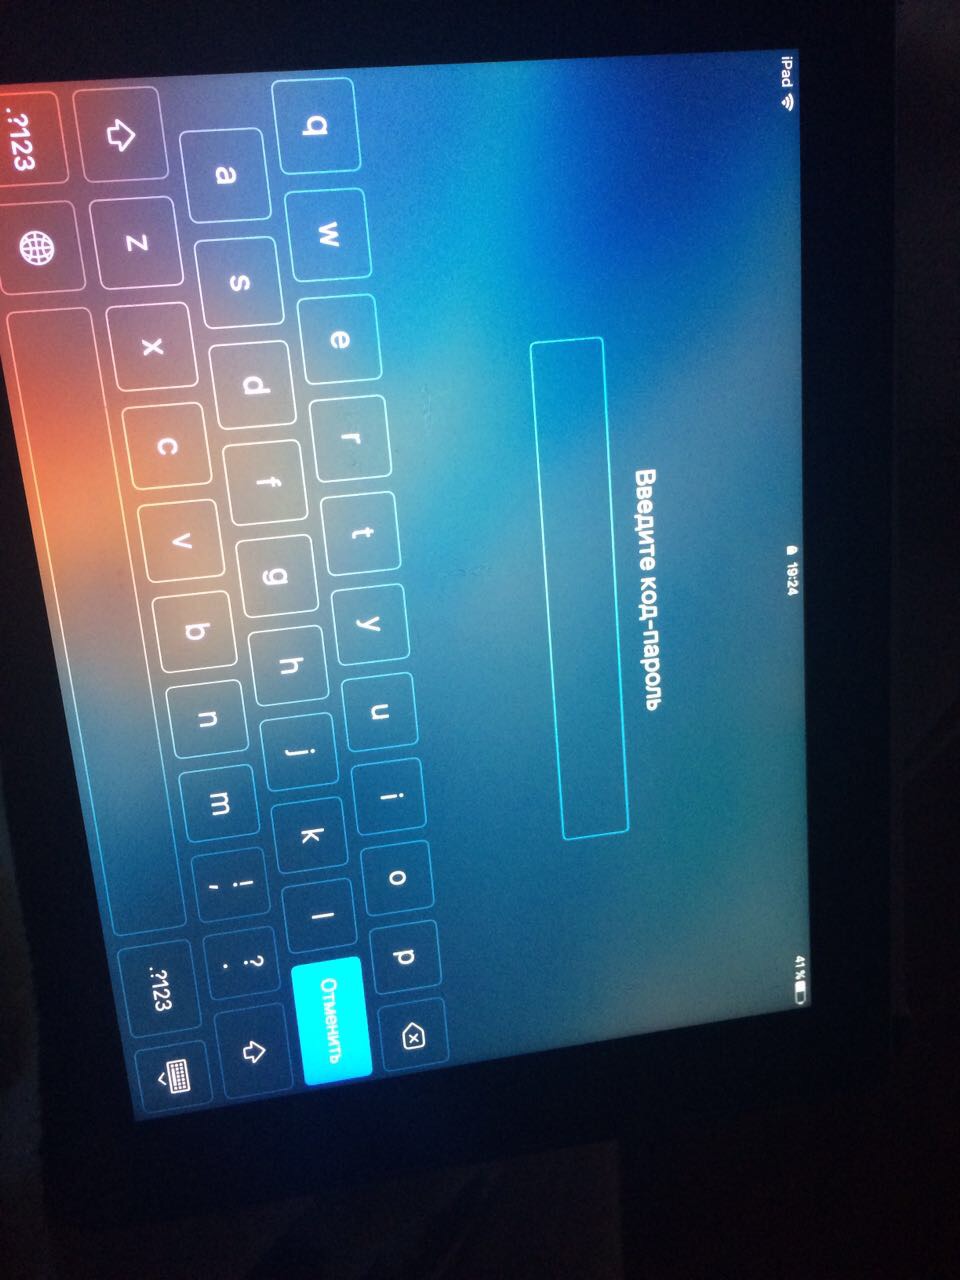 iPad 19:24 41 %
Введите код-пароль
q w e r t y u i o p
a s d f g h j k l Отменить
z x c v b n m ! , ? .
.?123 .?123